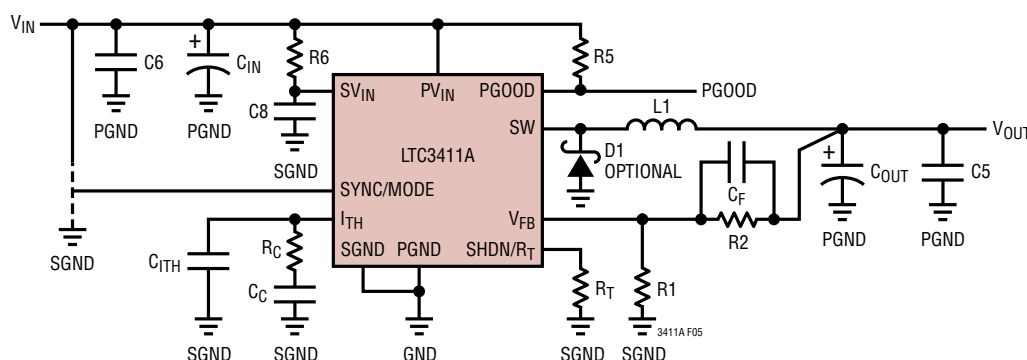 VIN
C6
+
CIN
R6
R5
SVIN
PVIN
PGOOD
PGOOD
C8
L1
PGND
PGND
SW
VOUT
LTC3411A
D1
OPTIONAL
+
COUT
C5
SGND
CF
SYNC/MODE
ITH
VFB
R2
PGND
PGND
RC
SGND
PGND
SHDN/RT
SGND
CITH
CC
RT
R1
3411A F05
SGND
SGND
GND
SGND
SGND